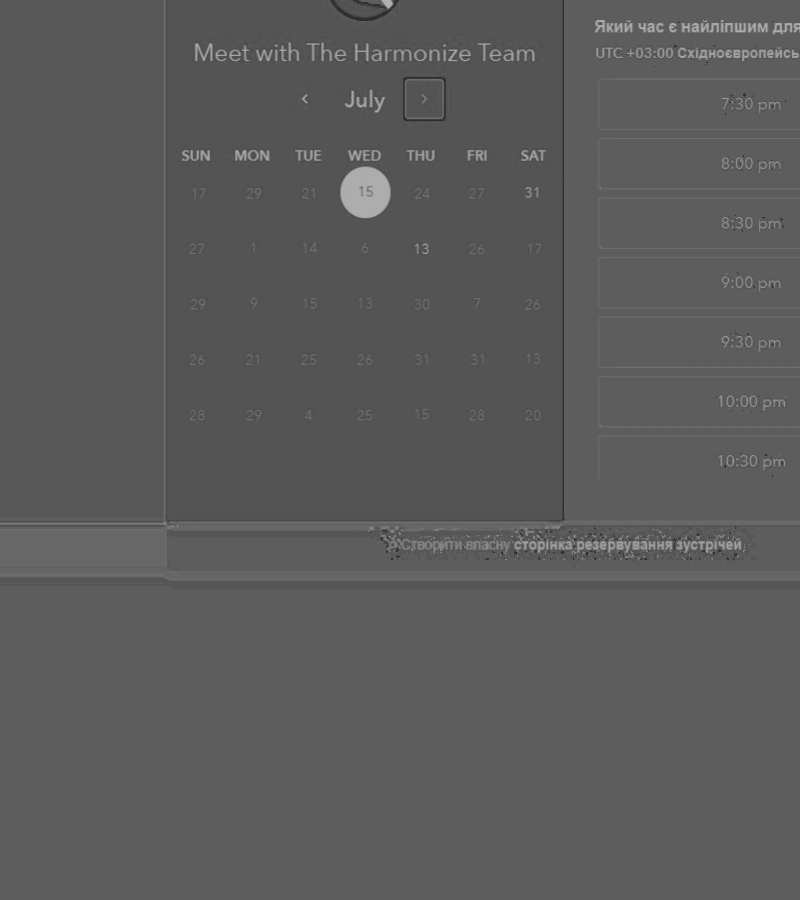 Meet with The Harmonize Team
‹ July ›
SUN MON TUE WED THU FRI SAT
17 29 21 15 24 27 31
27 1 14 6 13 26 17
29 9 15 13 30 7 26
26 21 25 26 31 31 13
28 29 4 25 15 28 20
Який час є найліпшим для
UTC +03:00 Східноєвропейсь
7:30 pm
8:00 pm
8:30 pm
9:00 pm
9:30 pm
10:00 pm
10:30 pm
Створити власну сторінка резервування зустрічей